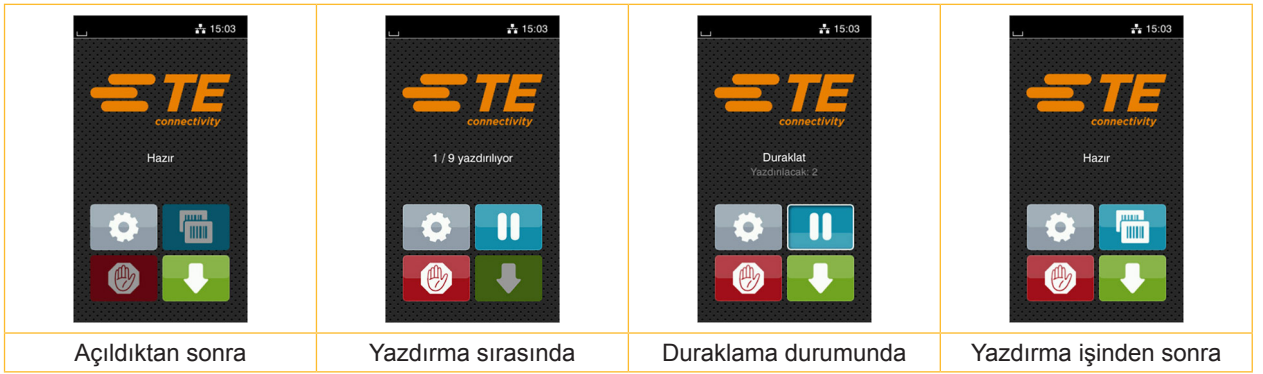 15:03
TE
connectivity
Hazır
Açıldıktan sonra
15:03
TE
connectivity
1 / 9 yazdırılıyor
Yazdırma sırasında
15:03
TE
connectivity
Duraklat
Yazdırılacak: 2
Duraklama durumunda
15:03
TE
connectivity
Hazır
Yazdırma işinden sonra